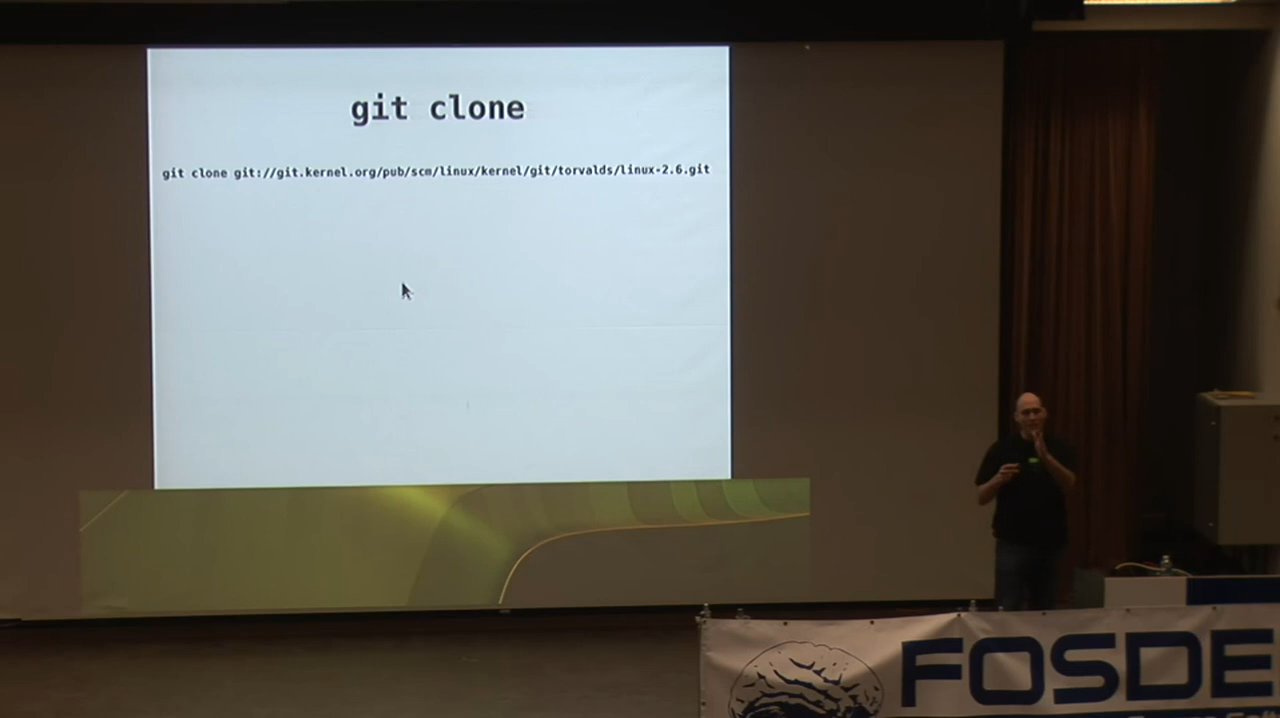 git clone
git clone git://git.kernel.org/pub/scm/linux/kernel/git/torvalds/linux-2.6.git
FOSDE